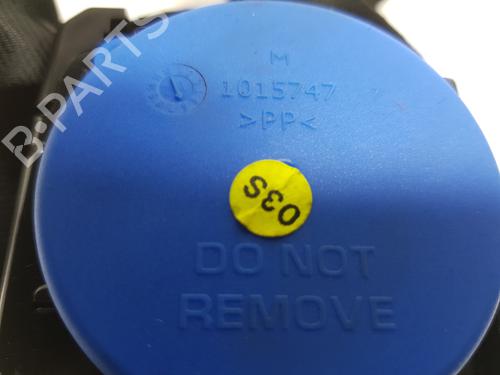 M
1015747
>PP<
03S
DO NOT
REMOVE
B-PARTS